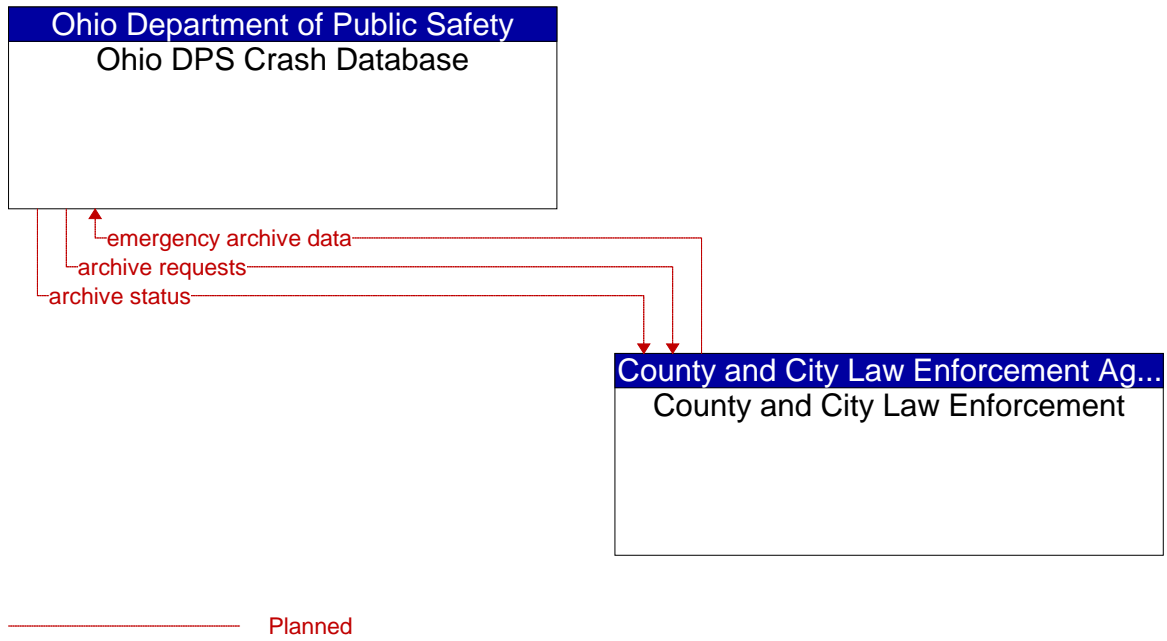 Ohio Department of Public Safety
Ohio DPS Crash Database
emergency archive data
archive requests
archive status
County and City Law Enforcement Ag...
County and City Law Enforcement
Planned